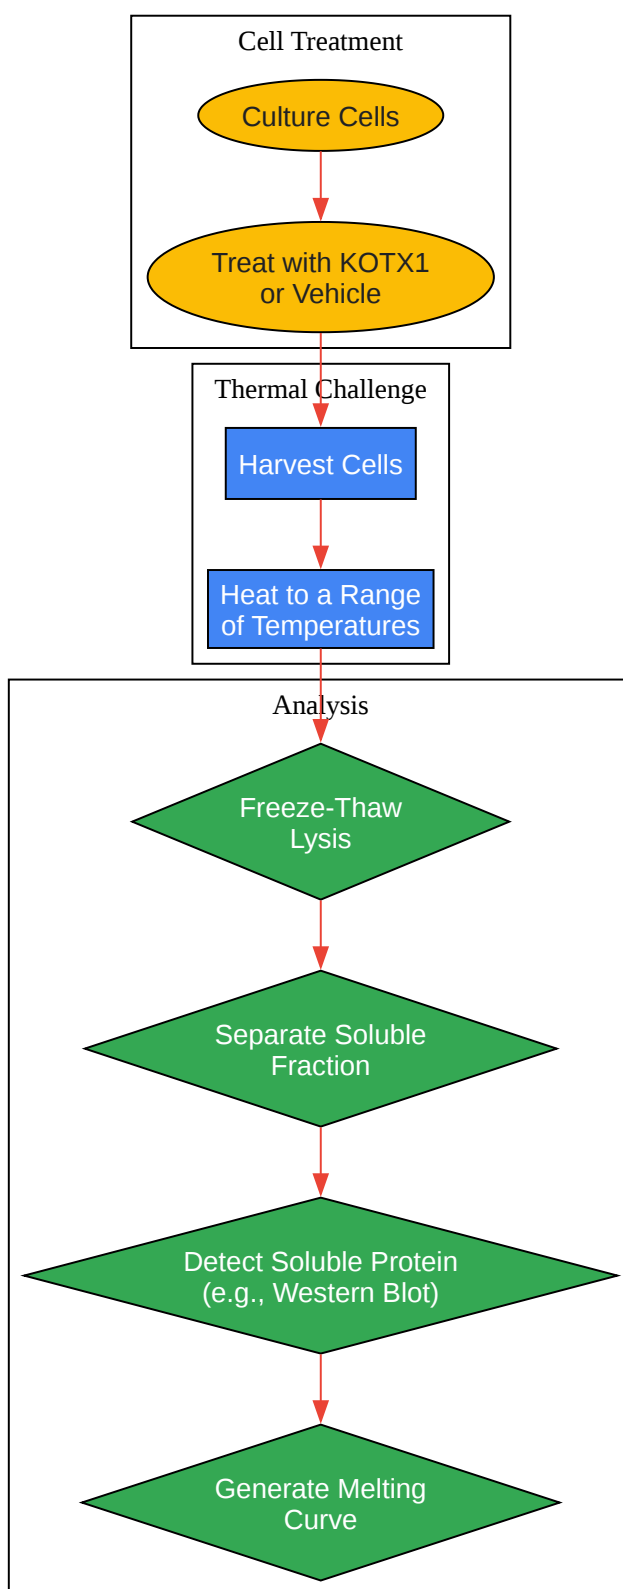 Cell Treatment
Culture Cells
Treat with KOTX1
or Vehicle
Thermal Challenge
Harvest Cells
Heat to a Range
of Temperatures
Analysis
Freeze-Thaw
Lysis
Separate Soluble
Fraction
Detect Soluble Protein
(e.g., Western Blot)
Generate Melting
Curve